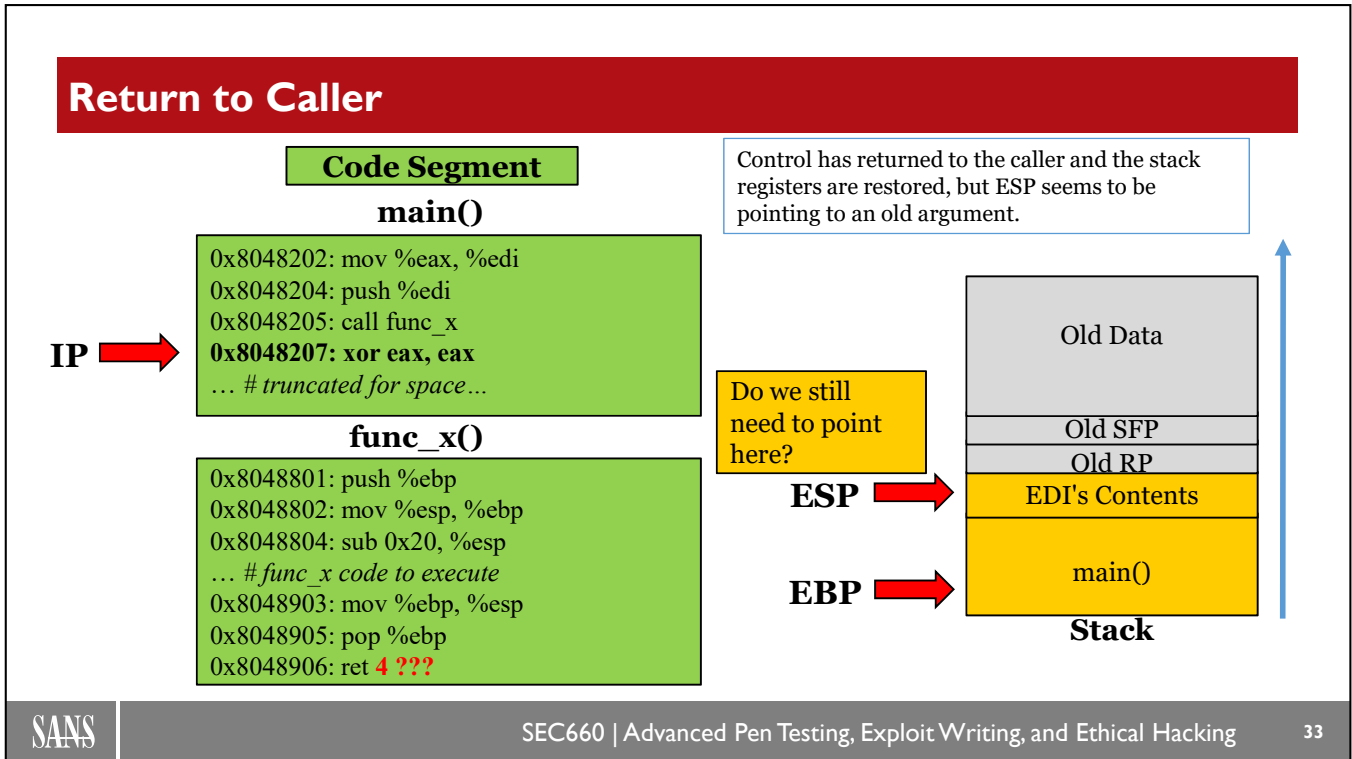 Return to Caller
Code Segment
main()
0x8048202: mov %eax, %edi
0x8048204: push %edi
0x8048205: call func_x
0x8048207: xor eax, eax
… # truncated for space…
IP
func_x()
0x8048801: push %ebp
0x8048802: mov %esp, %ebp
0x8048804: sub 0x20, %esp
… # func_x code to execute
0x8048903: mov %ebp, %esp
0x8048905: pop %ebp
0x8048906: ret 4 ???
Control has returned to the caller and the stack
registers are restored, but ESP seems to be
pointing to an old argument.
Do we still
need to point
here?
ESP
EBP
Old Data
Old SFP
Old RP
EDI's Contents
main()
Stack
SANS
SEC660 | Advanced Pen Testing, Exploit Writing, and Ethical Hacking
33